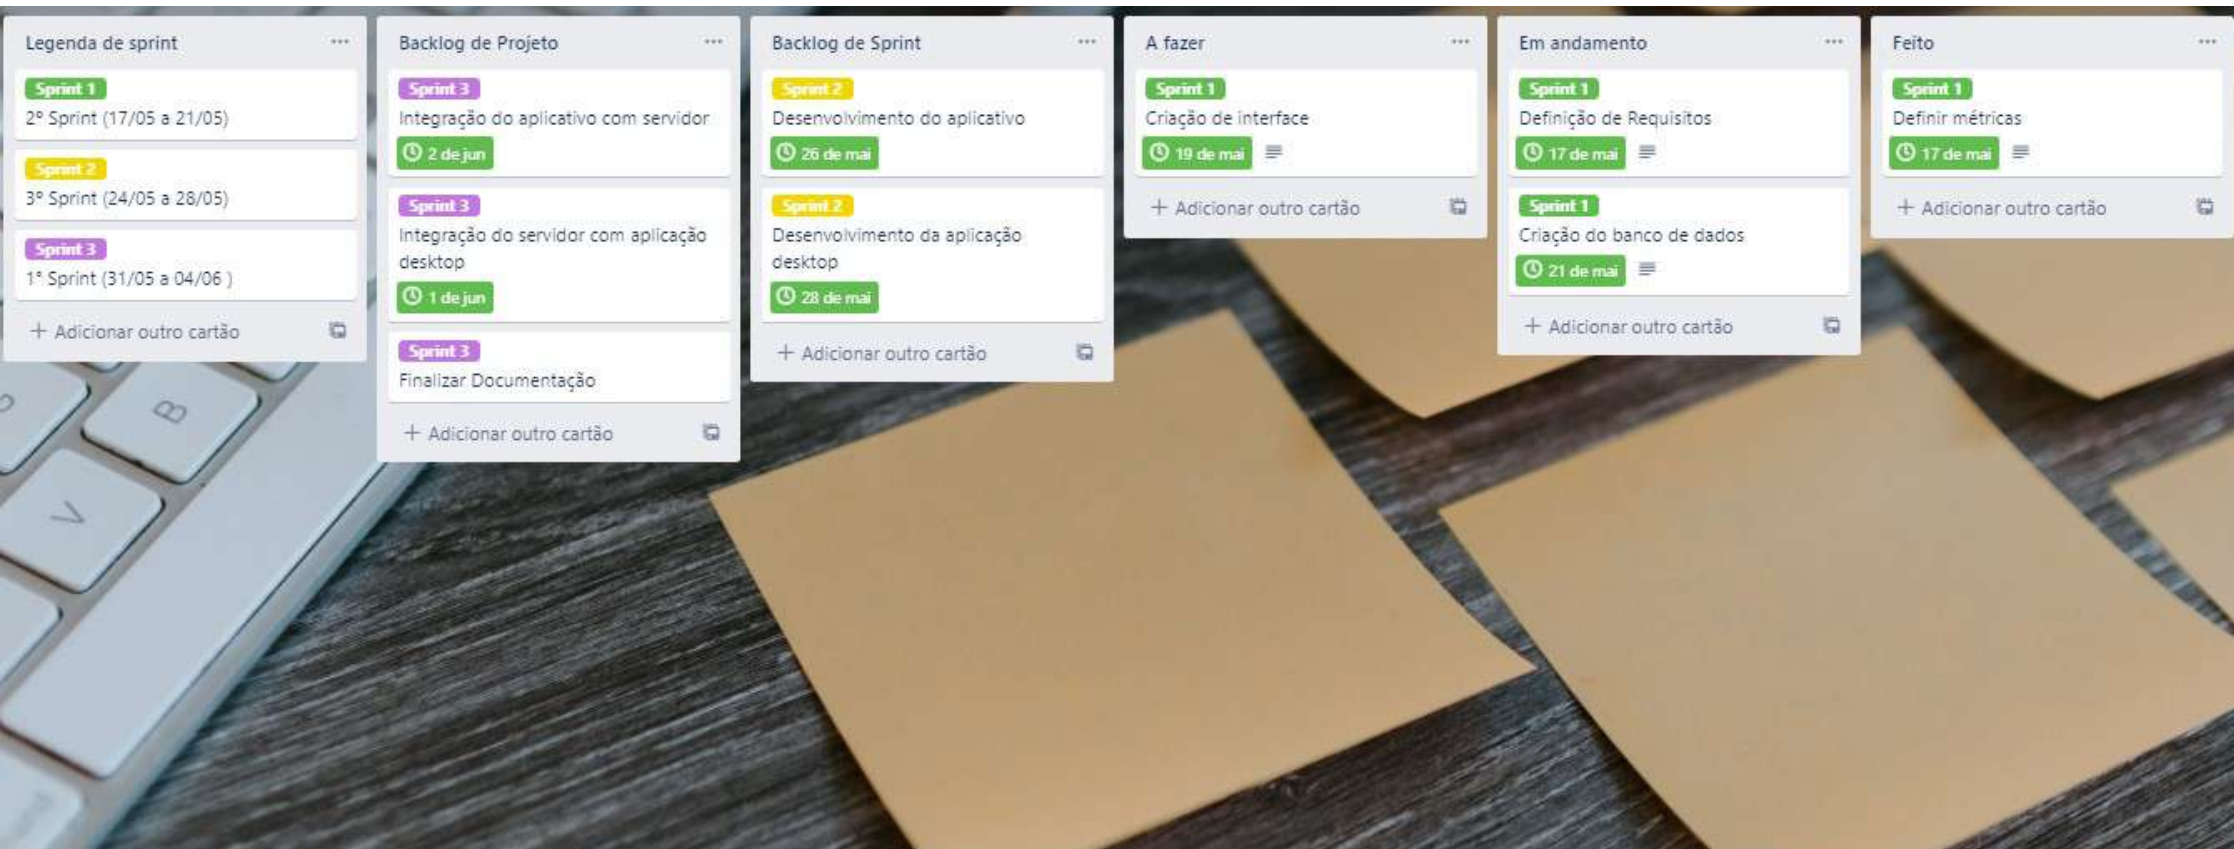 Legenda de sprint
Sprint 1
2º Sprint (17/05 a 21/05)
Sprint 2
3º Sprint (24/05 a 28/05)
Sprint 3
1° Sprint (31/05 a 04/06 )
+ Adicionar outro cartão
Backlog de Projeto
Sprint 3
Integração do aplicativo com servidor
2 de jun
Sprint 3
Integração do servidor com aplicação
desktop
1 de jun
Sprint 3
Finalizar Documentação
+ Adicionar outro cartão
Backlog de Sprint
Sprint 2
Desenvolvimento do aplicativo
26 de mai
Sprint 2
Desenvolvimento da aplicação
desktop
28 de mai
+ Adicionar outro cartão
A fazer
Sprint 1
Criação de interface
19 de mai
+ Adicionar outro cartão
Em andamento
Sprint 1
Definição de Requisitos
17 de mai
Sprint 1
Criação do banco de dados
21 de mai
+ Adicionar outro cartão
Feito
Sprint 1
Definir métricas
17 de mai
+ Adicionar outro cartão
B
V